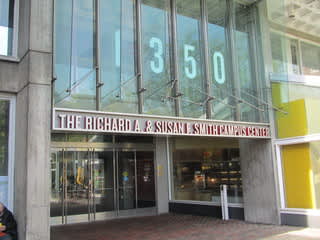 1350
THE RICHARD A. & SUSAN F. SMITH CAMPUS CENTER